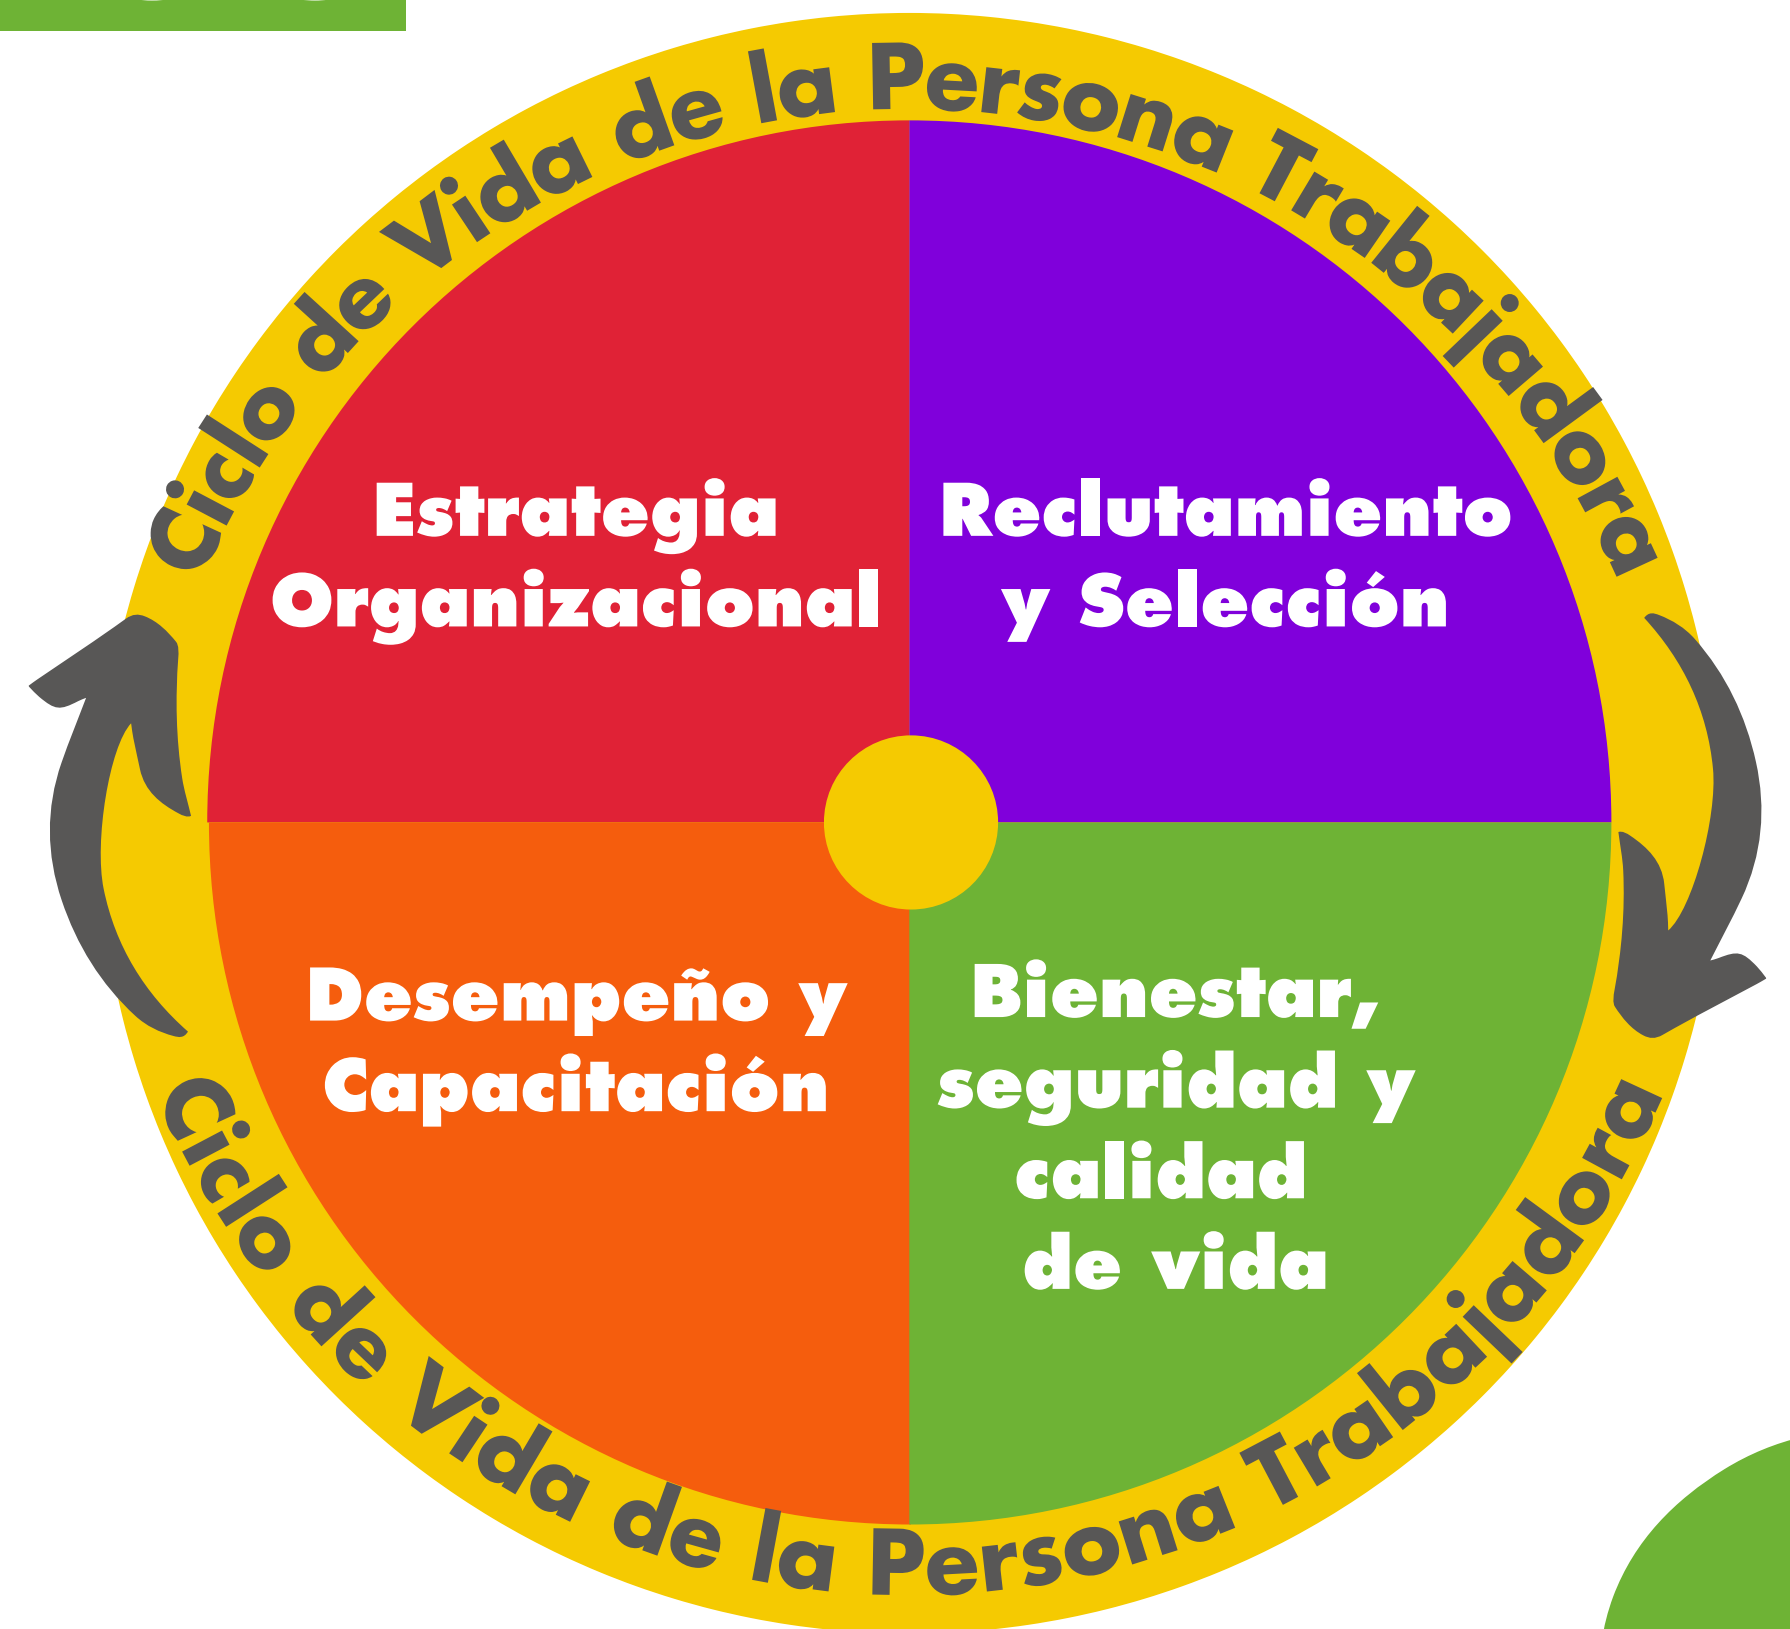 Ciclo de Vida de la Persona Trabajadora
Estrategia
Organizacional
Reclutamiento
y Selección
Desempeño y
Capacitación
Bienestar,
seguridad y
calidad
de vida
Ciclo de Vida de la Persona Trabajadora